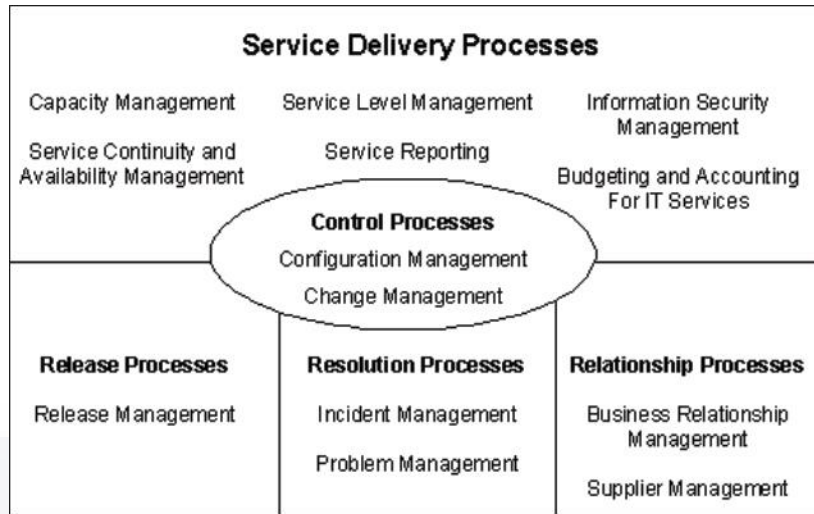 Service Delivery Processes
Capacity Management
Service Continuity and
Availability Management
Service Level Management
Service Reporting
Information Security
Management
Budgeting and Accounting
For IT Services
Control Processes
Configuration Management
Change Management
Release Processes
Release Management
Resolution Processes
Incident Management
Problem Management
Relationship Processes
Business Relationship
Management
Supplier Management